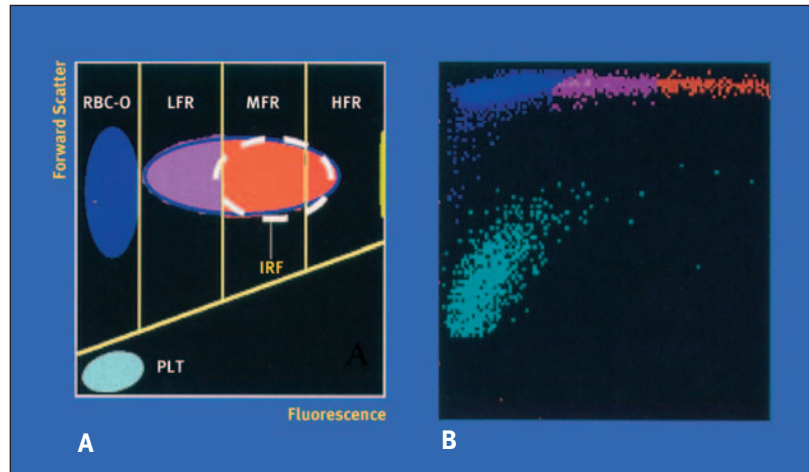 Forward Scatter
RBC-O LFR MFR HFR
IRF
A
PLT
Fluorescence
A
B